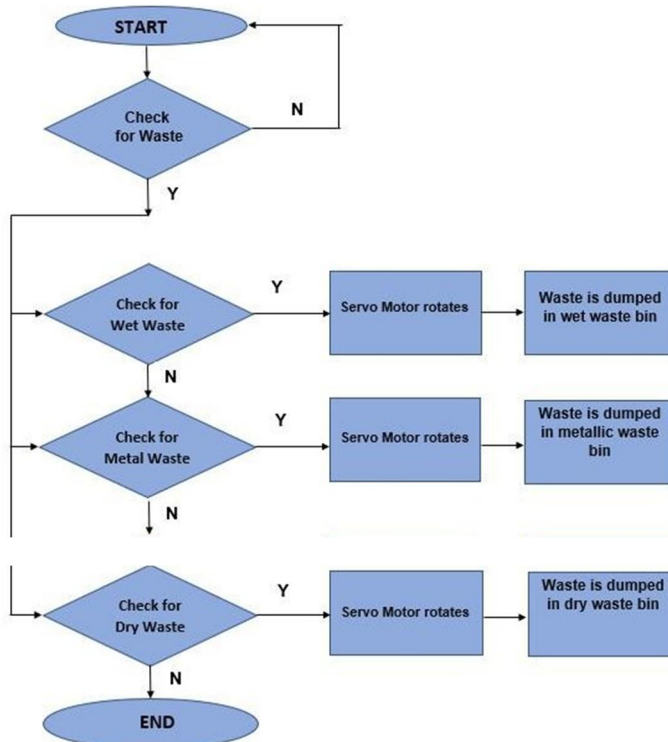 START
Check
for Waste
N
Y
Check for
Wet Waste
Y
Servo Motor rotates
Waste is dumped
in wet waste bin
N
Check for
Metal Waste
Y
Servo Motor rotates
Waste is dumped
in metallic waste
bin
N
Check for
Dry Waste
Y
Servo Motor rotates
Waste is dumped
in dry waste bin
N
END